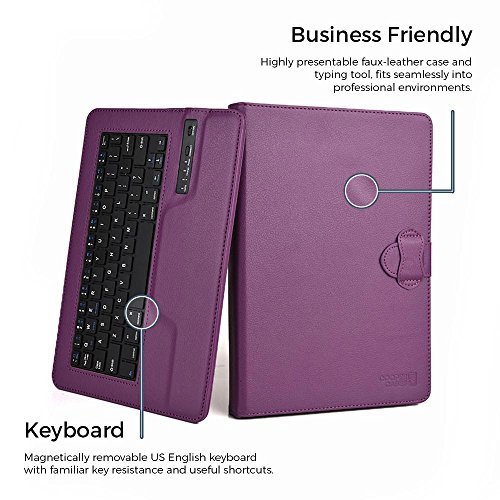 Business Friendly
Highly presentable faux-leather case and
typing tool, fits seamlessly into
professional environments.
Keyboard
Magnetically removable US English keyboard
with familiar key resistance and useful shortcuts.